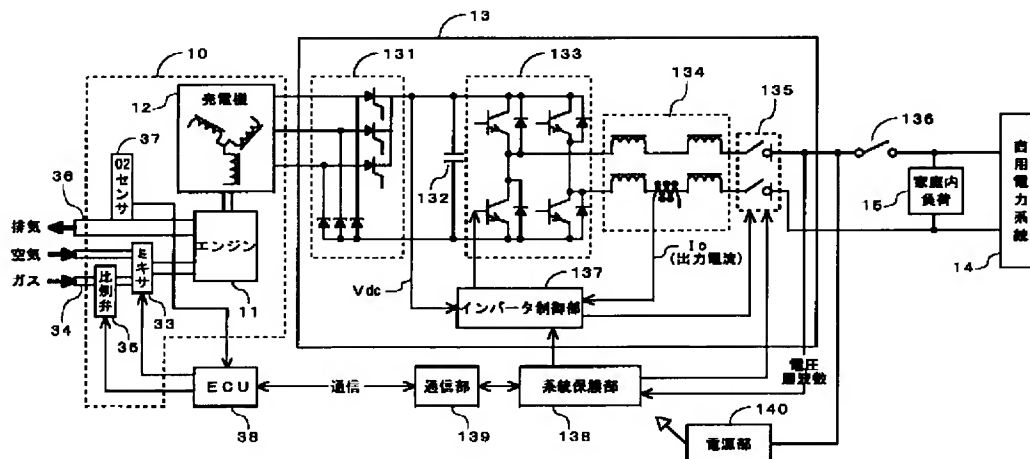 13
10
131
133
134
135
136
12
発電機
37
O2センサ
132
商用電力系統
家庭内負荷
15
14
36
排気
空気
ガス
エンジン
ミキサ
比例弁
34
35
33
11
Vdc
Io
(出力電流)
137
インバータ制御部
電圧
周波数
ECU
通信
通信部
系統保護部
38
139
138
140
電源部